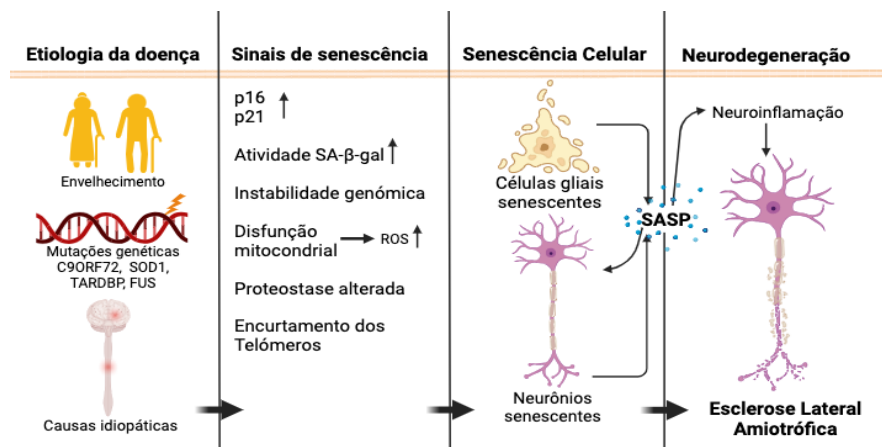 Etiologia da doença
Envelhecimento
Mutações genéticas
C9ORF72, SOD1,
TARDBP, FUS
Causas idiopáticas
Sinais de senescência
p16
p21
Atividade SA-β-gal
Instabilidade genómica
Disfunção
mitocondrial
ROS
Proteostase alterada
Encurtamento dos
Telómeros
Senescência Celular
Células gliais
senescentes
SASP
Neurônios
senescentes
Neurodegeneração
Neuroinflamação
Esclerose Lateral
Amiotrófica